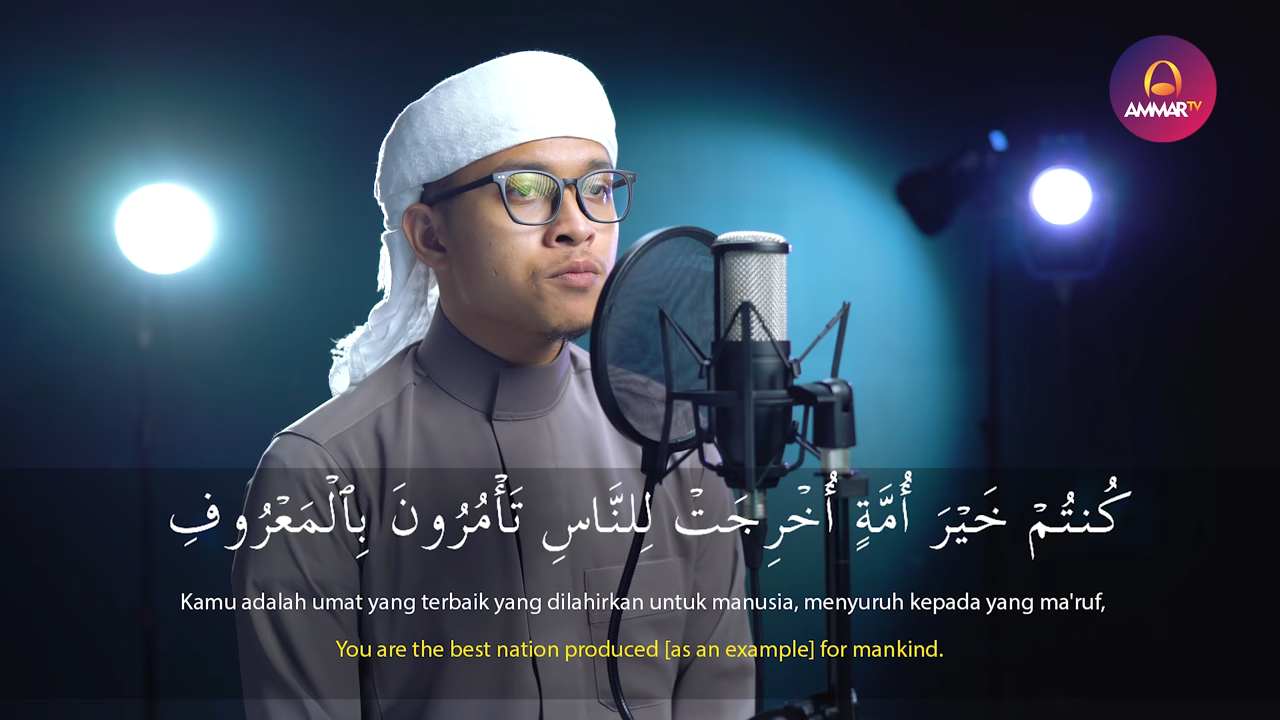 AMMAR TV
كُنتُمْ خَيْرَ أُمَّةٍ أُخْرِجَتْ لِلنَّاسِ تَأْمُرُونَ بِٱلْمَعْرُوفِ
Kamu adalah umat yang terbaik yang dilahirkan untuk manusia, menyuruh kepada yang ma'ruf,
You are the best nation produced [as an example] for mankind.